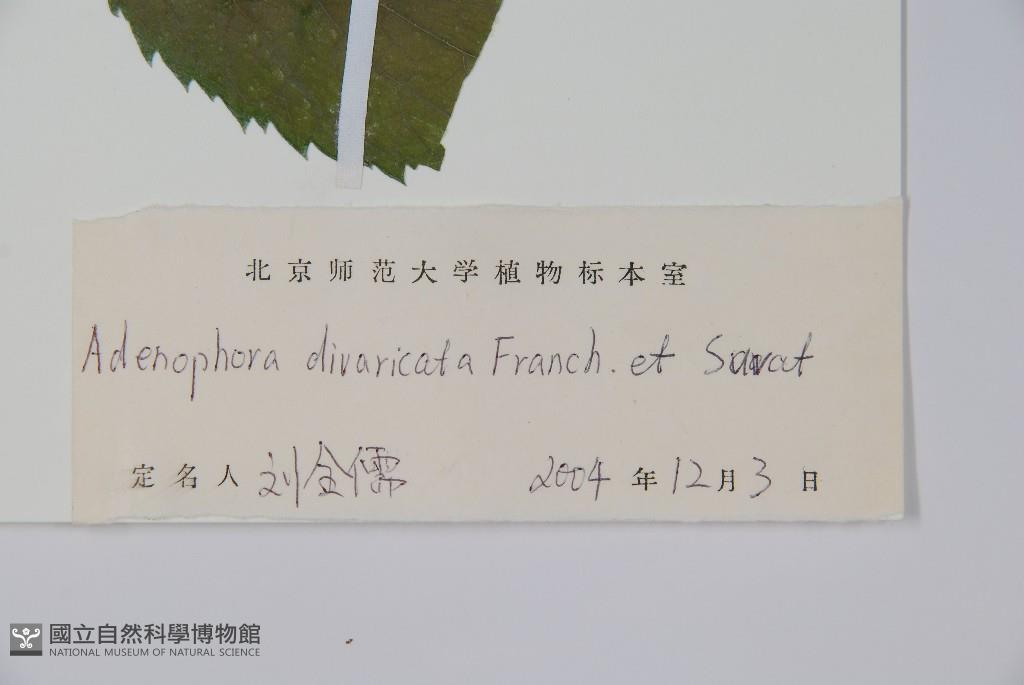 北京师范大学植物标本室
Adenophora divaricata Franch. et Savat
定名人 刘全儒 2004 年 12 月 3 日
國立自然科學博物館
NATIONAL MUSEUM OF NATURAL SCIENCE